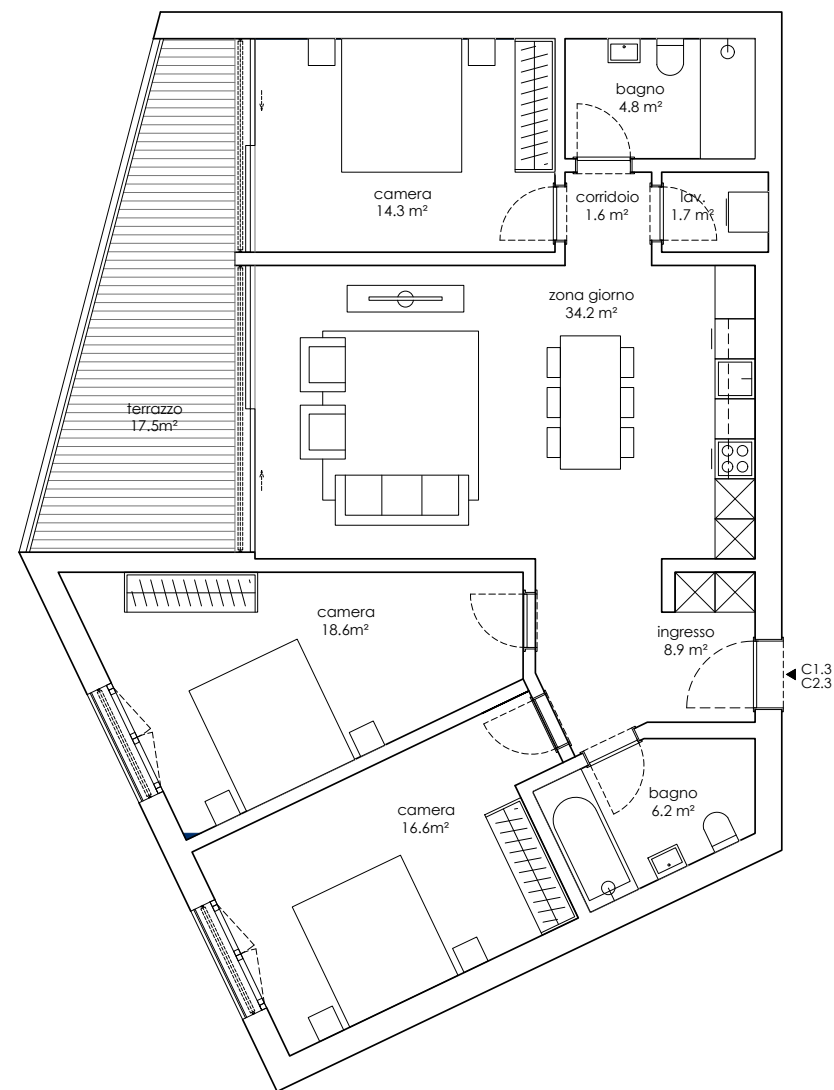 bagno
4.8 m²
camera
14.3 m²
corridoio
1.6 m²
lav.
1.7 m²
zona giorno
34.2 m²
terrazzo
17.5m²
camera
18.6m²
ingresso
8.9 m²
C1.3
C2.3
camera
16.6m²
bagno
6.2 m²